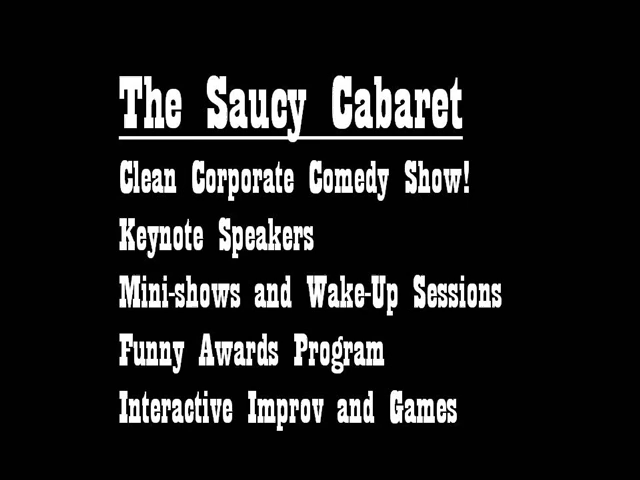 The Saucy Cabaret
Clean Corporate Comedy Show!
Keynote Speakers
Mini-shows and Wake-Up Sessions
Funny Awards Program
Interactive Improv and Games